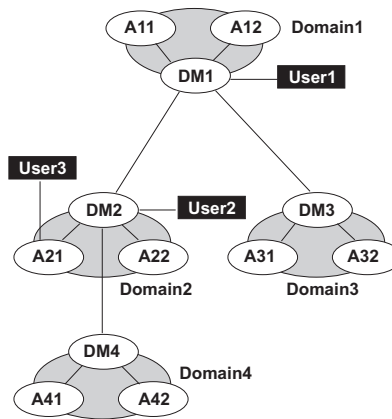 A11 A12 Domain1
DM1 User1
User3
DM2 User2 DM3
A21 A22 A31 A32
Domain2 Domain3
DM4
Domain4
A41 A42